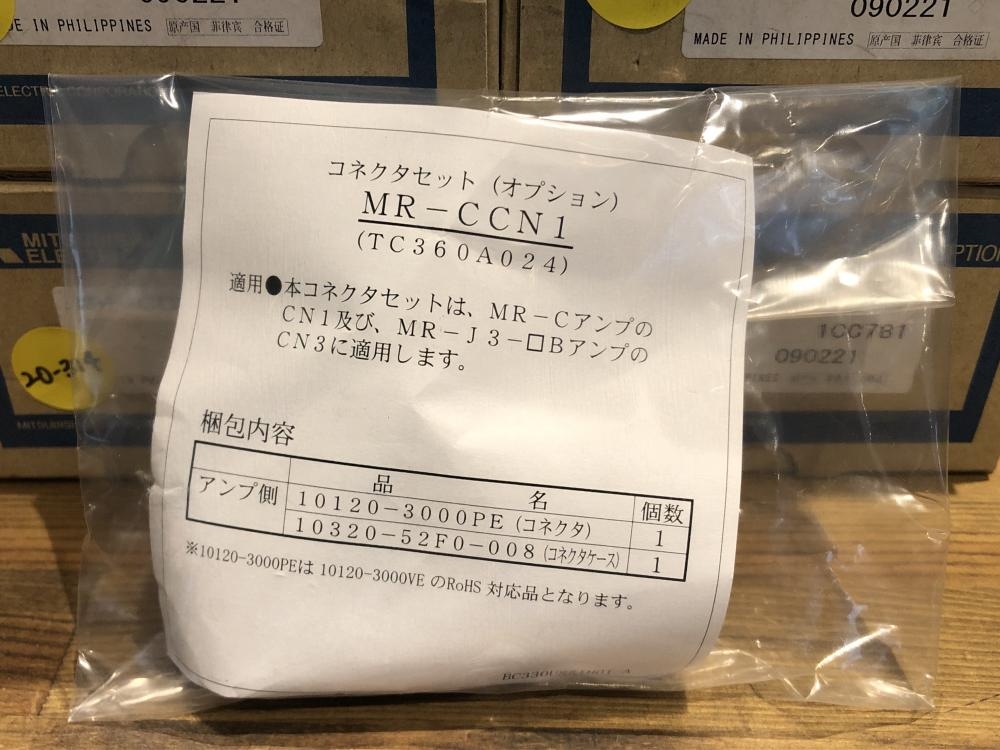 090221
090221
MADE IN PHILIPPINES 原产国 菲律宾 合格证
MADE IN PHILIPPINES 原产国 菲律宾 合格证
コネクタセット（オプション）
MR－CCN1
(TC360A024)
適用●本コネクタセットは、MR－Cアンプの
CN1及び、MR－J3－□Bアンプの
CN3に適用します。
1CC781
090221
20-304
梱包内容
品 名 個数
アンプ側 10120-3000PE（コネクタ） 1
10320-52F0-008（コネクタケース） 1
※10120-3000PEは 10120-3000VE のRoHS 対応品となります。